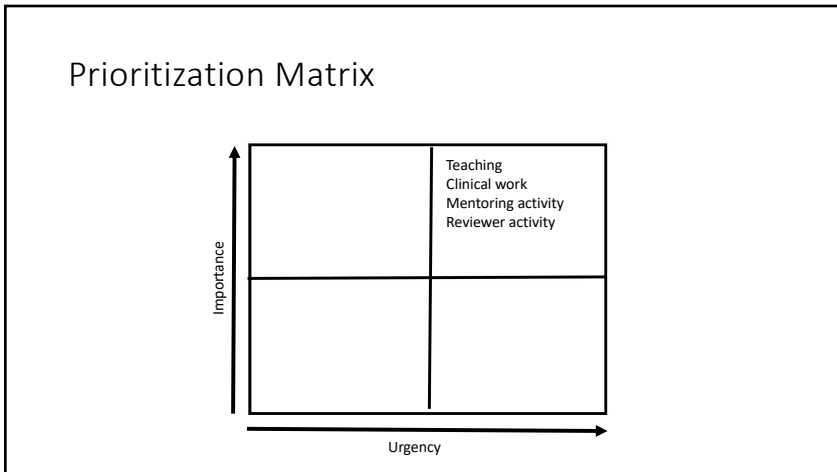 Prioritization Matrix
Importance
Teaching
Clinical work
Mentoring activity
Reviewer activity
Urgency